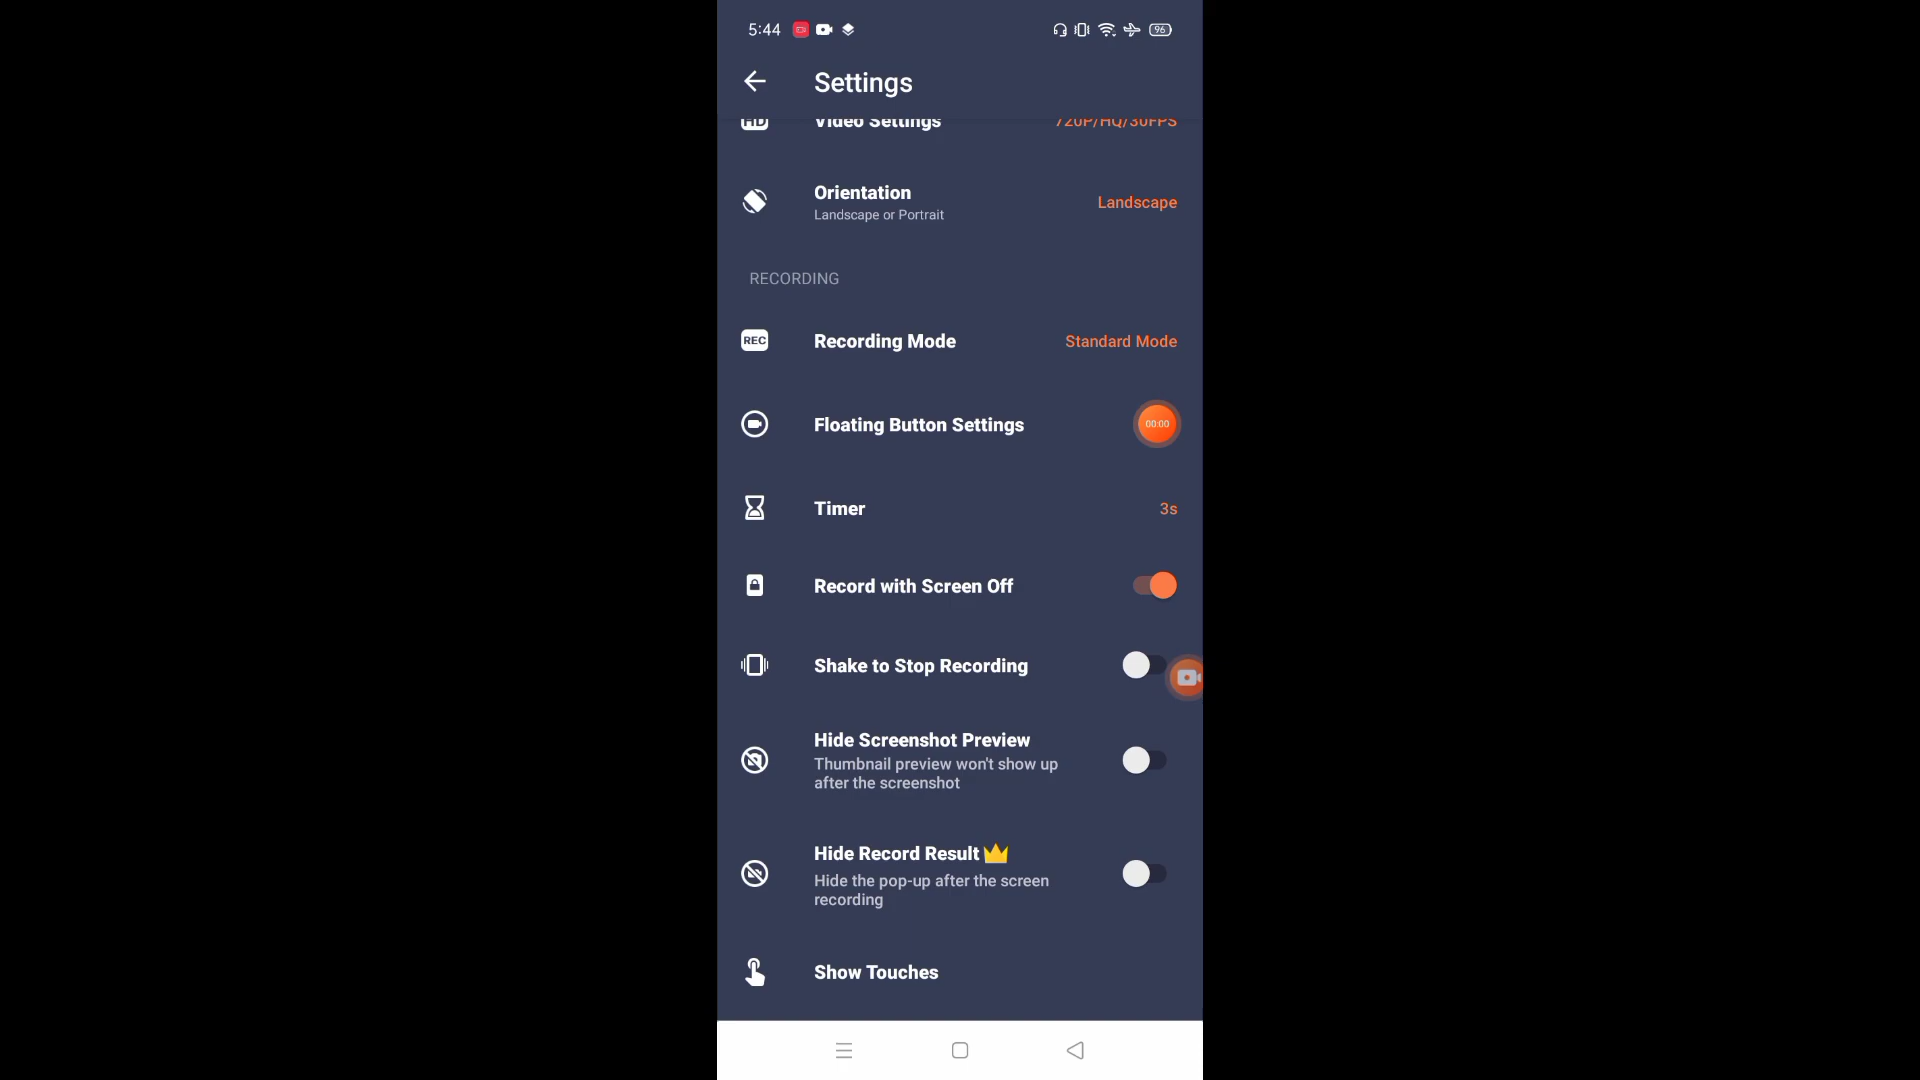 5:44
96
Settings
HD
Video Settings
720P/HQ/30FPS
Orientation
Landscape or Portrait
Landscape
RECORDING
REC
Recording Mode
Standard Mode
Floating Button Settings
00:00
Timer
3s
Record with Screen Off
Shake to Stop Recording
Hide Screenshot Preview
Thumbnail preview won't show up
after the screenshot
Hide Record Result
Hide the pop-up after the screen
recording
Show Touches